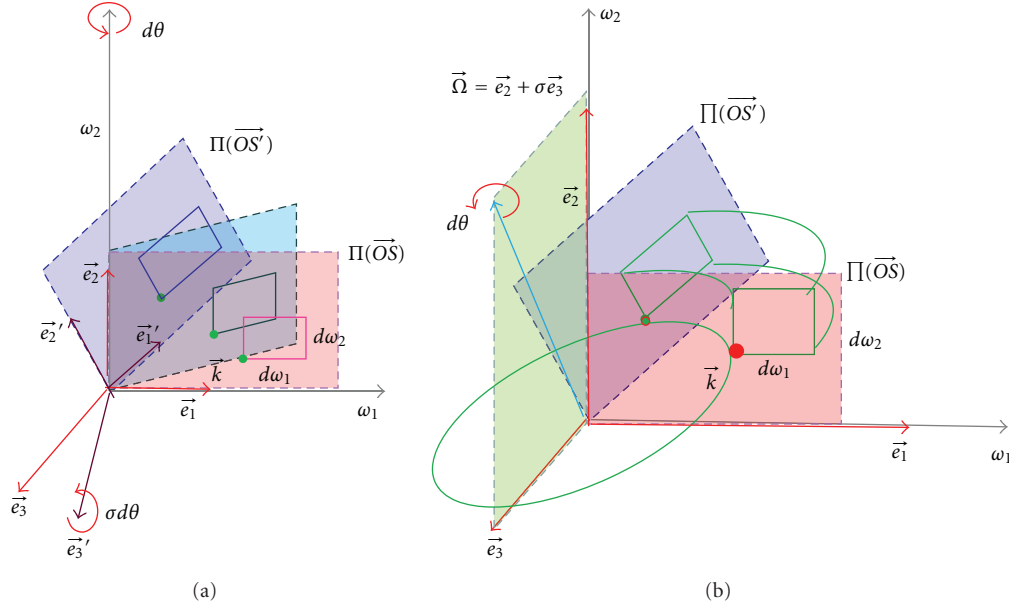 dθ
ω₂
Π(OS′→)
Π(OS→)
e₂→
e₂→′
e₁→′
k→
dω₂
dω₁
e₁→
ω₁
e₃→
σdθ
e₃→′
(a)
ω₂
Ω→ = e₂→ + σe₃→
∏(OS′→)
e₂→
dθ
∏(OS→)
dω₂
k→
dω₁
e₁→
ω₁
e₃→
(b)